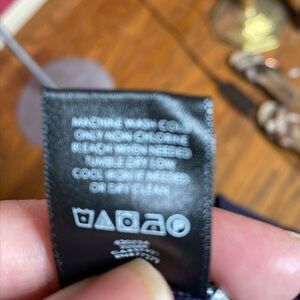 MACHINE WASH COLD
ONLY NON CHLORINE
BLEACH WHEN NEEDED
TUMBLE DRY LOW
COOL IRON IF NEEDED
OR DRY CLEAN